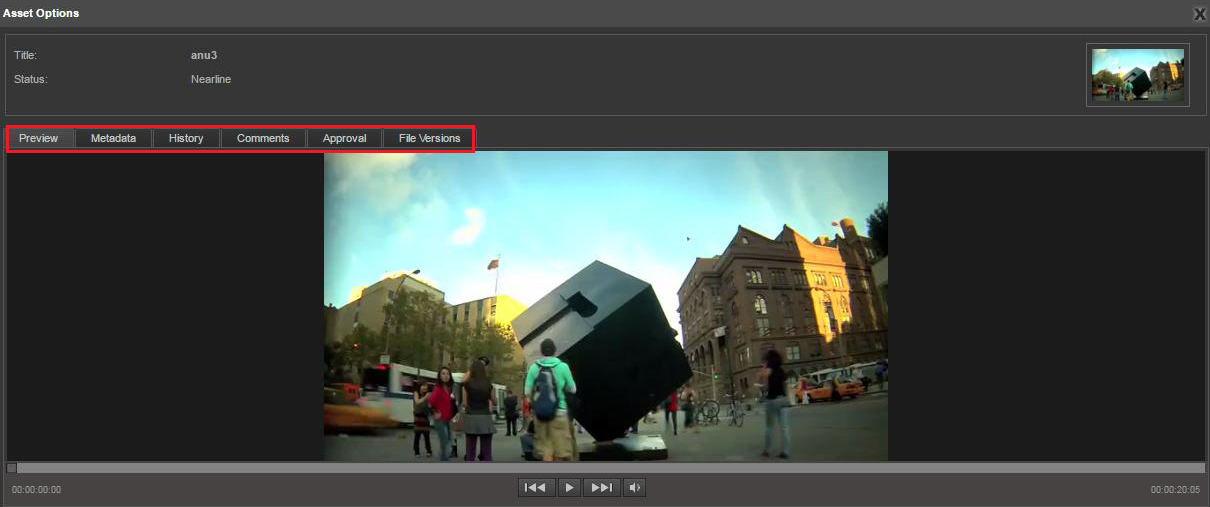 Asset Options X
Title: anu3
Status: Nearline
Preview Metadata History Comments Approval File Versions
00:00:00:00 00:00:20:05